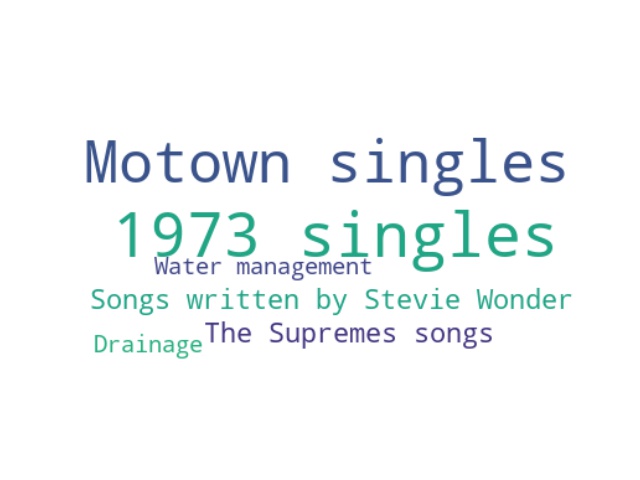 Motown singles
1973 singles
Water management
Songs written by Stevie Wonder
The Supremes songs
Drainage